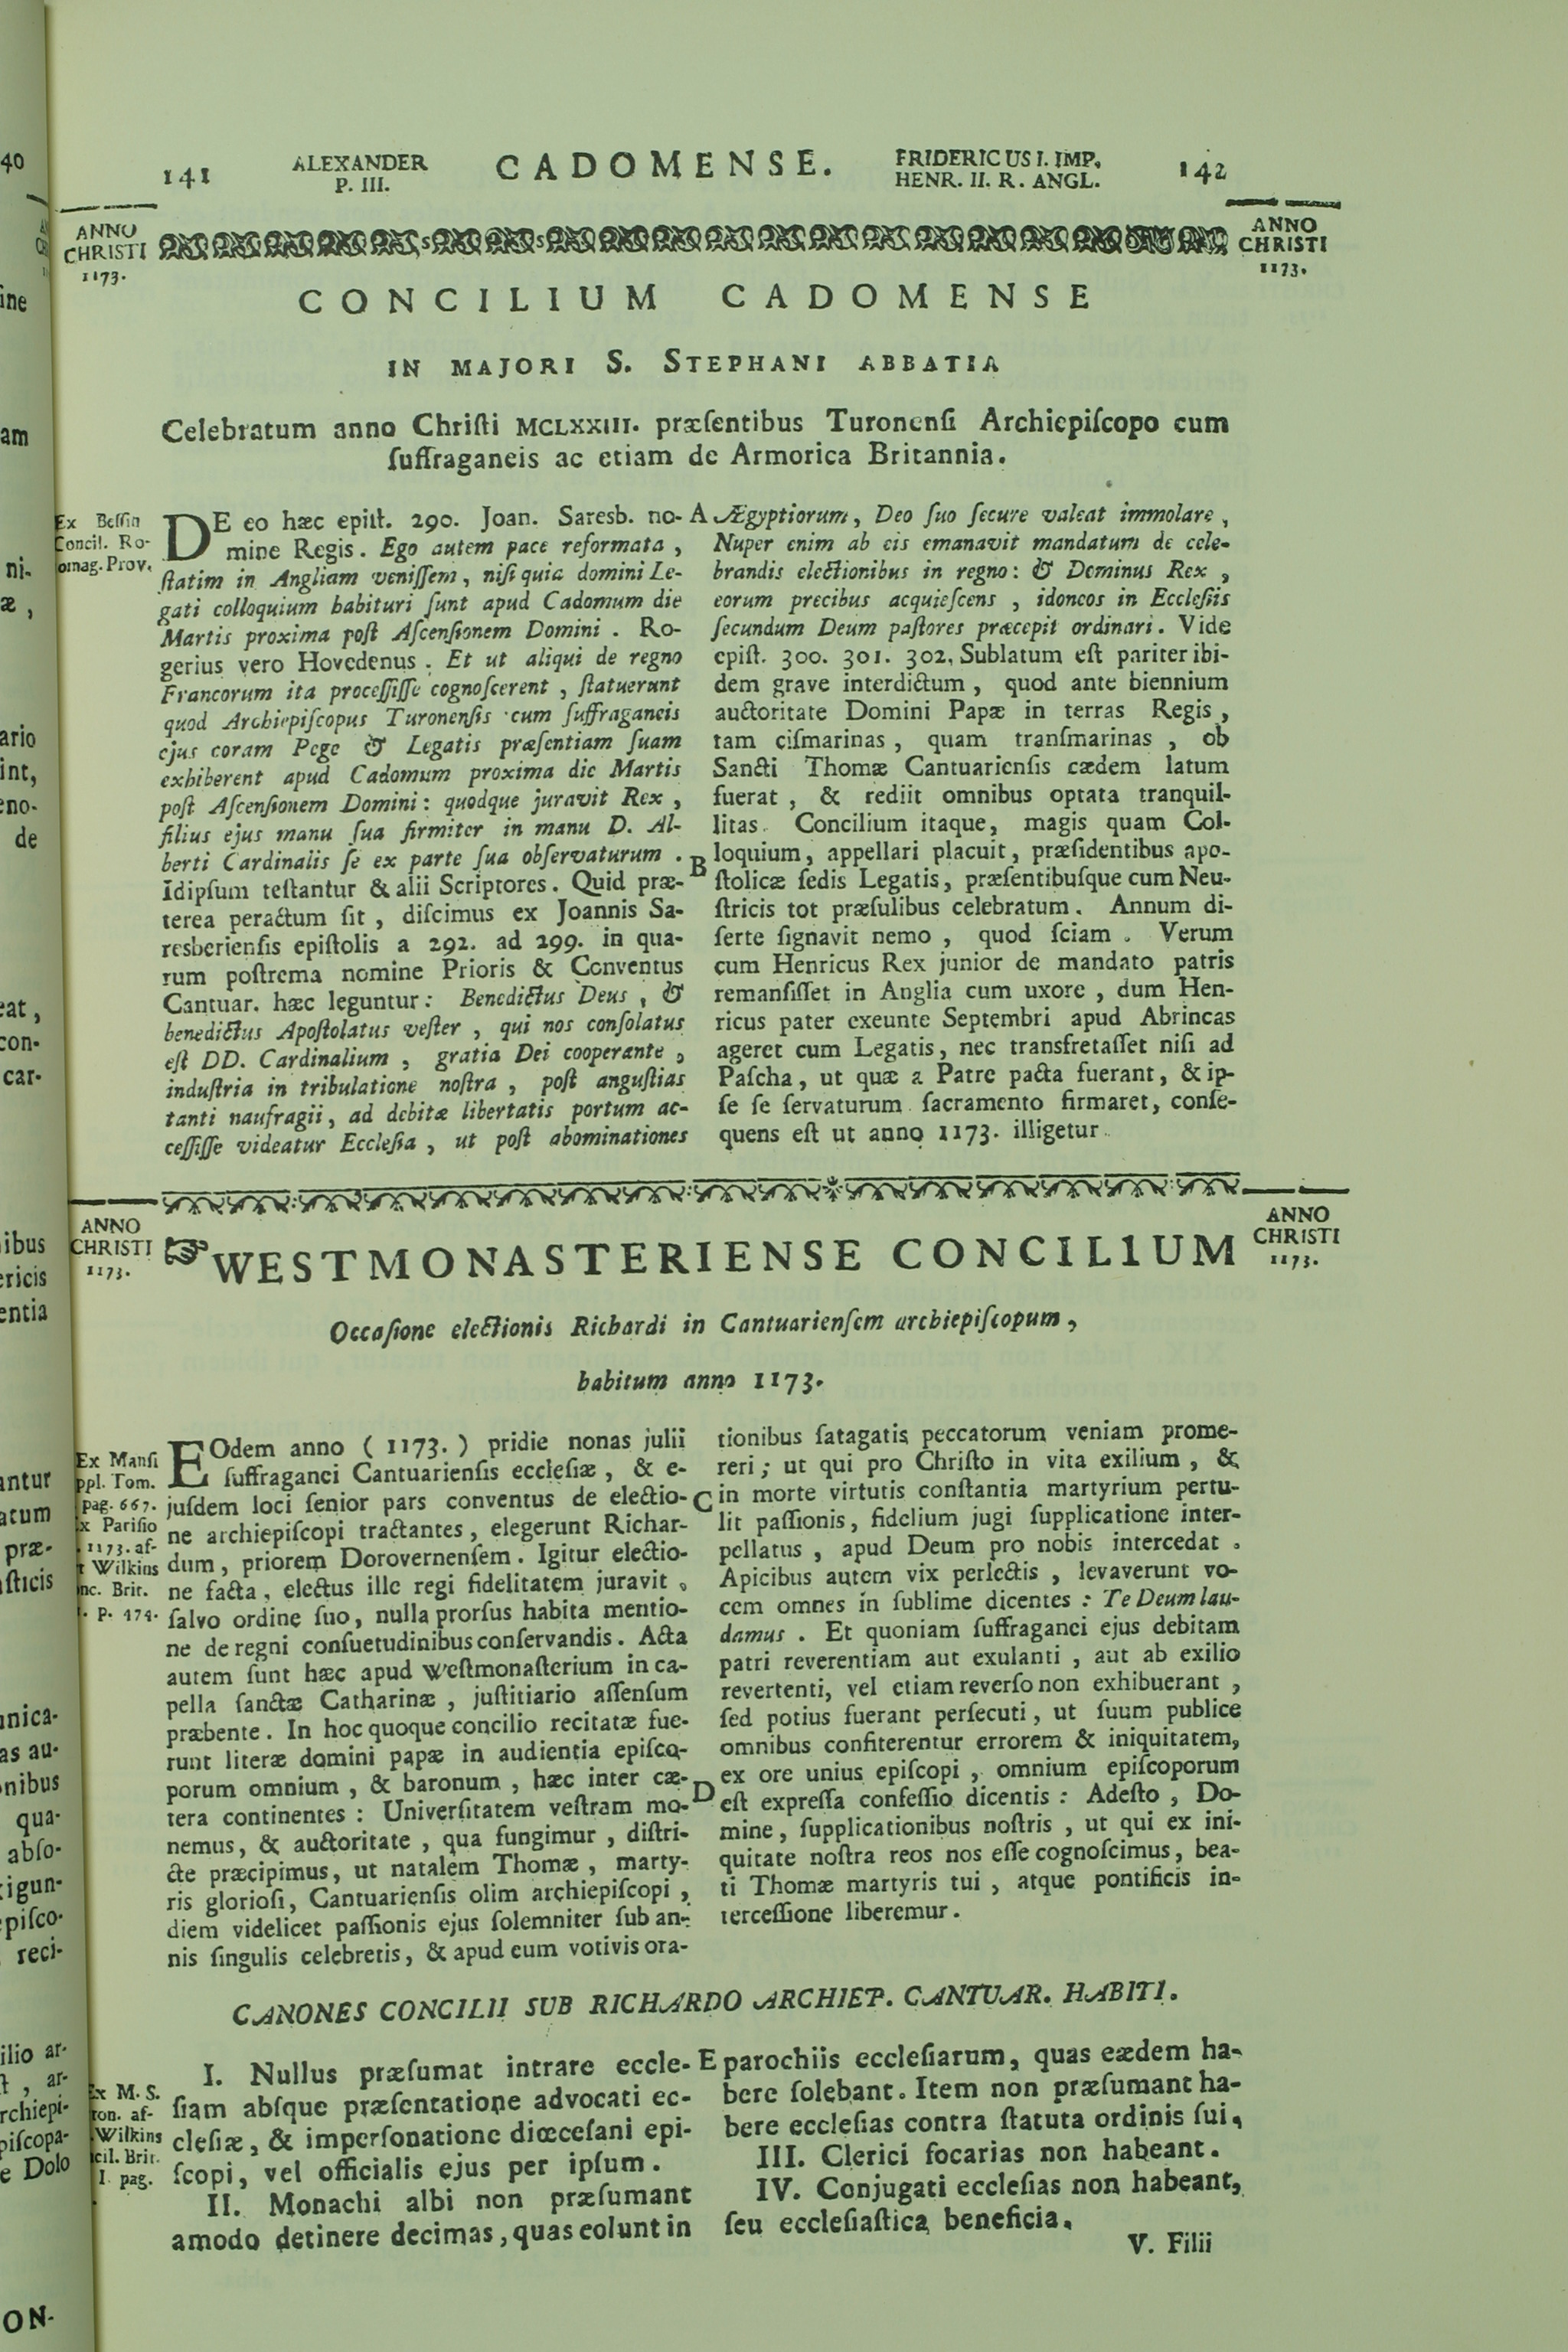 141
ALEXANDER
P. III.
CADOMENSE.
FRIDERICUS I. IMP.
HENR. II. R. ANGL.
142
ANNO
CHRISTI
1173.
ANNO
CHRISTI
1173.
CONCILIUM CADOMENSE
IN MAJORI S. STEPHANI ABBATIA
Celebratum anno Chriſti MCLXXIII. præſentibus Turonenſi Archiepiſcopo cum
ſuffraganeis ac etiam de Armorica Britannia.
Ex Beſſin
Concil. Ro-
omag. Prov.
DE eo hæc epiſt. 290. Joan. Saresb. no-
mine Regis. Ego autem pace reformata,
ſtatim in Angliam veniſſem, niſi quia domini Le-
gati colloquium habituri ſunt apud Cadomum die
Martis proxima poſt Aſcenſionem Domini. Ro-
gerius vero Hovedenus. Et ut aliqui de regno
Francorum ita proceſſiſſe cognoſcerent, ſtatuerunt
quod Archiepiſcopus Turonenſis cum ſuffraganeis
ejus coram Pege & Legatis præſentiam ſuam
exhiberent apud Cadomum proxima die Martis
poſt Aſcenſionem Domini: quodque juravit Rex,
filius ejus manu ſua firmiter in manu D. Al-
berti Cardinalis ſe ex parte ſua obſervaturum.
Idipſum teſtantur & alii Scriptores. Quid præ-
terea peractum ſit, diſcimus ex Joannis Sa-
resberienſis epiſtolis a 292. ad 299. in qua-
rum poſtrema nomine Prioris & Conventus
Cantuar. hæc leguntur: Benedictus Deus, &
benedictus Apoſtolatus veſter, qui nos conſolatus
eſt DD. Cardinalium, gratia Dei cooperante,
induſtria in tribulatione noſtra, poſt anguſtias
tanti naufragii, ad debitæ libertatis portum ac-
ceſſiſſe videatur Eccleſia, ut poſt abominationes
A Ægyptiorum, Deo ſuo ſecure valeat immolare,
Nuper enim ab eis emanavit mandatum de cele-
brandis electionibus in regno: & Dominus Rex,
eorum precibus acquieſcens, idoneos in Eccleſiis
ſecundum Deum paſtores præcepit ordinari. Vide
epiſt. 300. 301. 302. Sublatum eſt pariter ibi-
dem grave interdictum, quod ante biennium
auctoritate Domini Papæ in terras Regis,
tam ciſmarinas, quam tranſmarinas, ob
Sancti Thomæ Cantuarienſis cædem latum
fuerat, & rediit omnibus optata tranquil-
litas. Concilium itaque, magis quam Col-
B loquium, appellari placuit, præſidentibus apo-
ſtolicæ ſedis Legatis, præſentibuſque cum Neu-
ſtricis tot præſulibus celebratum. Annum di-
ſerte ſignavit nemo, quod ſciam. Verum
cum Henricus Rex junior de mandato patris
remanſiſſet in Anglia cum uxore, dum Hen-
ricus pater exeunte Septembri apud Abrincas
ageret cum Legatis, nec transfretaſſet niſi ad
Paſcha, ut quæ a Patre pacta fuerant, & ip-
ſe ſe ſervaturum ſacramento firmaret, conſe-
quens eſt ut anno 1173. illigetur.
ANNO
CHRISTI
1173.
ANNO
CHRISTI
1173.
☞WESTMONASTERIENSE CONCIL1UM
Occaſione electionis Richardi in Cantuarienſem archiepiſcopum,
habitum anno 1173.
Ex Manſi
ppl. Tom.
pag. 667.
x Pariſio
1173. af-
t Wilkins
nc. Brit.
. p. 474.
EOdem anno (1173.) pridie nonas julii
ſuffraganei Cantuarienſis eccleſiæ, & e-
juſdem loci ſenior pars conventus de electio-
ne archiepiſcopi tractantes, elegerunt Richar-
dum, priorem Dorovernenſem. Igitur electio-
ne facta, electus ille regi fidelitatem juravit,
ſalvo ordine ſuo, nulla prorſus habita mentio-
ne de regni conſuetudinibus conſervandis. Acta
autem ſunt hæc apud Weſtmonaſterium in ca-
pella ſanctæ Catharinæ, juſtitiario aſſenſum
præbente. In hoc quoque concilio recitatæ fue-
runt literæ domini papæ in audientia epiſco-
porum omnium, & baronum, hæc inter cæ-
tera continentes: Univerſitatem veſtram mo-
nemus, & auctoritate, qua fungimur, diſtri-
cte præcipimus, ut natalem Thomæ, marty-
ris glorioſi, Cantuarienſis olim archiepiſcopi,
diem videlicet paſſionis ejus ſolemniter ſub an-
nis ſingulis celebretis, & apud eum votivis ora-
tionibus ſatagatis peccatorum veniam prome-
reri; ut qui pro Chriſto in vita exilium, &
C in morte virtutis conſtantia martyrium pertu-
lit paſſionis, fidelium jugi ſupplicatione inter-
pellatus, apud Deum pro nobis intercedat.
Apicibus autem vix perlectis, levaverunt vo-
cem omnes in ſublime dicentes: Te Deum lau-
damus. Et quoniam ſuffraganei ejus debitam
patri reverentiam aut exulanti, aut ab exilio
revertenti, vel etiam reverſo non exhibuerant,
ſed potius fuerant perſecuti, ut ſuum publice
omnibus confiterentur errorem & iniquitatem,
ex ore unius epiſcopi, omnium epiſcoporum
D eſt expreſſa confeſſio dicentis: Adeſto, Do-
mine, ſupplicationibus noſtris, ut qui ex ini-
quitate noſtra reos nos eſſe cognoſcimus, bea-
ti Thomæ martyris tui, atque pontificis in-
terceſſione liberemur.
CANONES CONCILII SUB RICHARDO ARCHIEP. CANTUAR. HABITI.
Ex M. S.
ton. af-
Wilkins
cil. Brit.
I. pag.
I. Nullus præſumat intrare eccle-
ſiam abſque præſentatione advocati ec-
cleſiæ, & imperſonatione diœceſani epi-
ſcopi, vel officialis ejus per ipſum.
II. Monachi albi non præſumant
amodo detinere decimas, quas colunt in
E parochiis eccleſiarum, quas eædem ha-
bere ſolebant. Item non præſumant ha-
bere eccleſias contra ſtatuta ordinis ſui,
III. Clerici focarias non habeant.
IV. Conjugati eccleſias non habeant,
ſeu eccleſiaſtica beneficia.
V. Filii